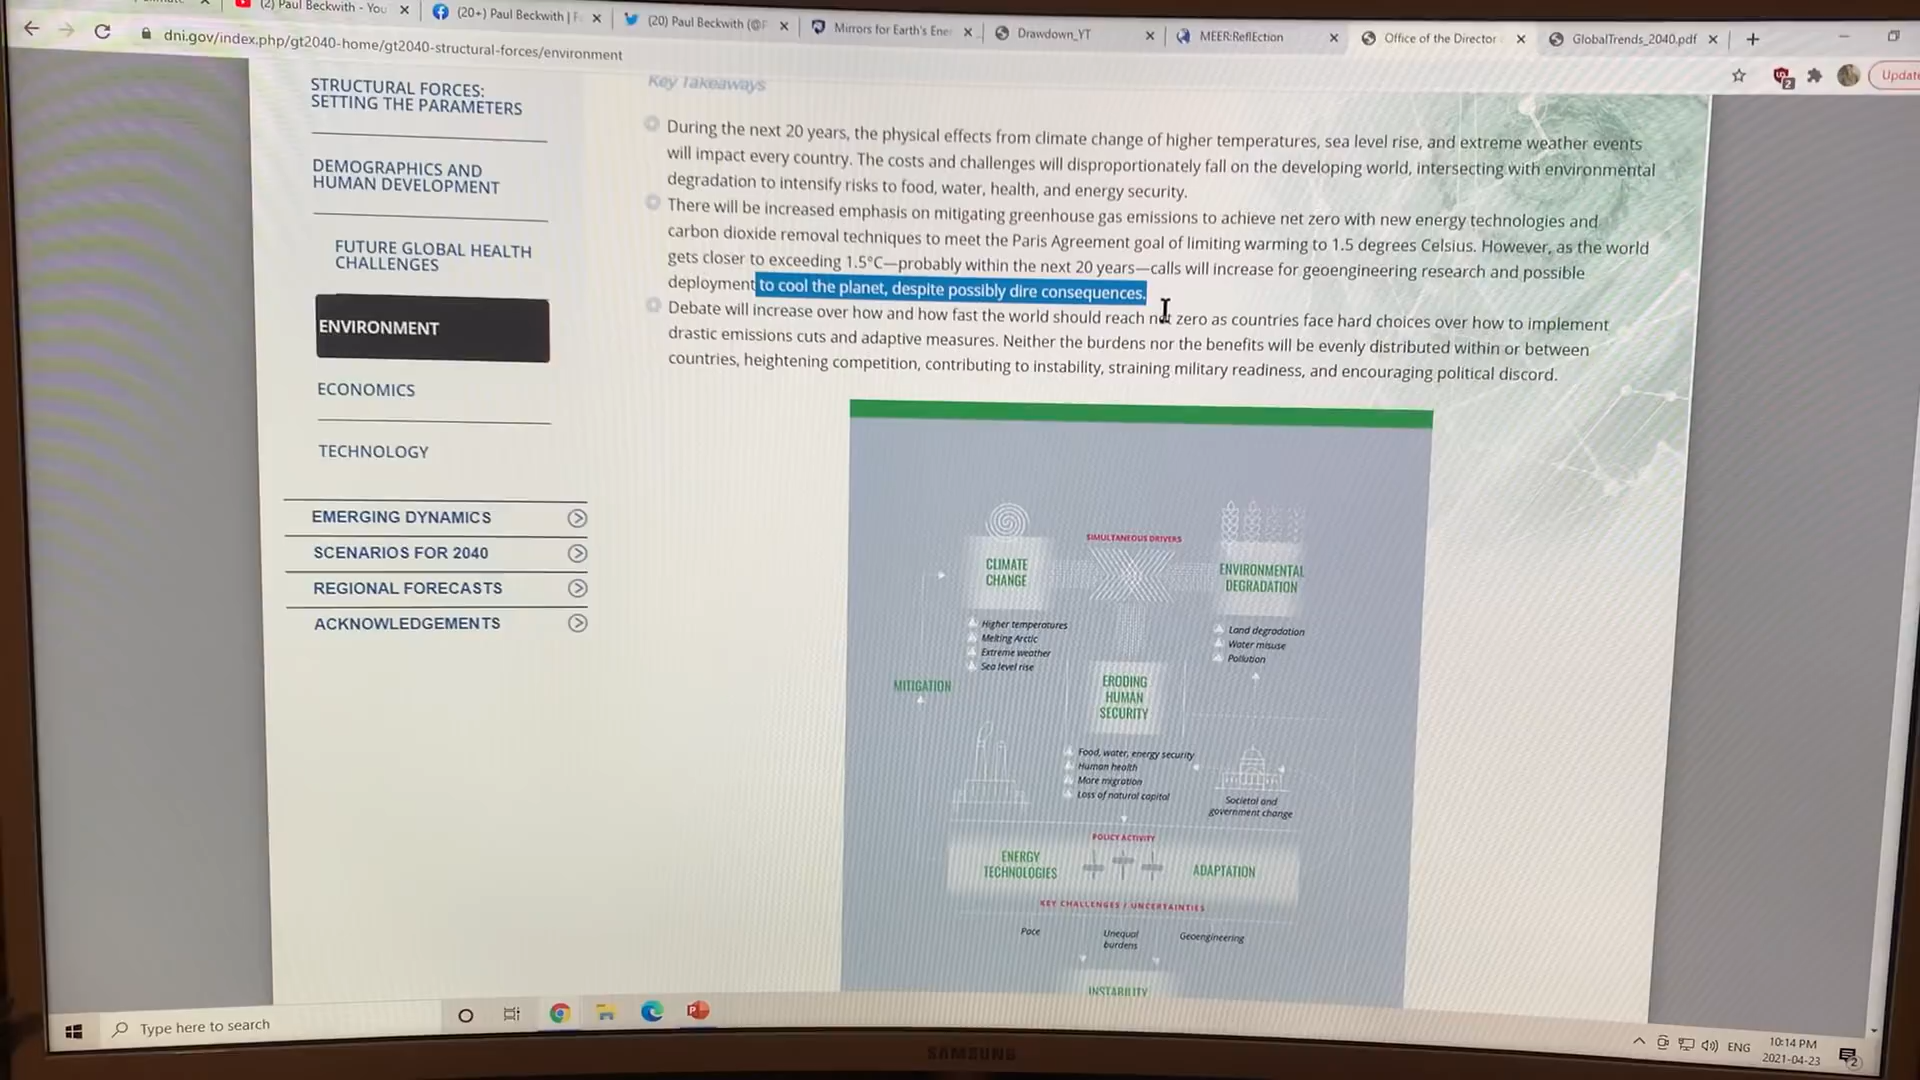 (2) Paul Beckwith - You
(20+) Paul Beckwith | F
(20) Paul Beckwith (@P
Mirrors for Earth's Ene
Drawdown_YT
MEER:ReflEction
Office of the Director
GlobalTrends_2040.pdf
dni.gov/index.php/gt2040-home/gt2040-structural-forces/environment
Update
STRUCTURAL FORCES:
SETTING THE PARAMETERS
DEMOGRAPHICS AND
HUMAN DEVELOPMENT
FUTURE GLOBAL HEALTH
CHALLENGES
ENVIRONMENT
ECONOMICS
TECHNOLOGY
EMERGING DYNAMICS
SCENARIOS FOR 2040
REGIONAL FORECASTS
ACKNOWLEDGEMENTS
Key Takeaways
During the next 20 years, the physical effects from climate change of higher temperatures, sea level rise, and extreme weather events
will impact every country. The costs and challenges will disproportionately fall on the developing world, intersecting with environmental
degradation to intensify risks to food, water, health, and energy security.
There will be increased emphasis on mitigating greenhouse gas emissions to achieve net zero with new energy technologies and
carbon dioxide removal techniques to meet the Paris Agreement goal of limiting warming to 1.5 degrees Celsius. However, as the world
gets closer to exceeding 1.5°C—probably within the next 20 years—calls will increase for geoengineering research and possible
deployment to cool the planet, despite possibly dire consequences.
Debate will increase over how and how fast the world should reach net zero as countries face hard choices over how to implement
drastic emissions cuts and adaptive measures. Neither the burdens nor the benefits will be evenly distributed within or between
countries, heightening competition, contributing to instability, straining military readiness, and encouraging political discord.
SIMULTANEOUS DRIVERS
CLIMATE
CHANGE
ENVIRONMENTAL
DEGRADATION
Higher temperatures
Melting Arctic
Extreme weather
Sea level rise
Land degradation
Water misuse
Pollution
MITIGATION
ERODING
HUMAN
SECURITY
Food, water, energy security
Human health
More migration
Loss of natural capital
Societal and
government change
POLICY ACTIVITY
ENERGY
TECHNOLOGIES
ADAPTATION
KEY CHALLENGES / UNCERTAINTIES
Pace
Unequal
burdens
Geoengineering
INSTABILITY
Type here to search
ENG
10:14 PM
2021-04-23
2
SAMSUNG